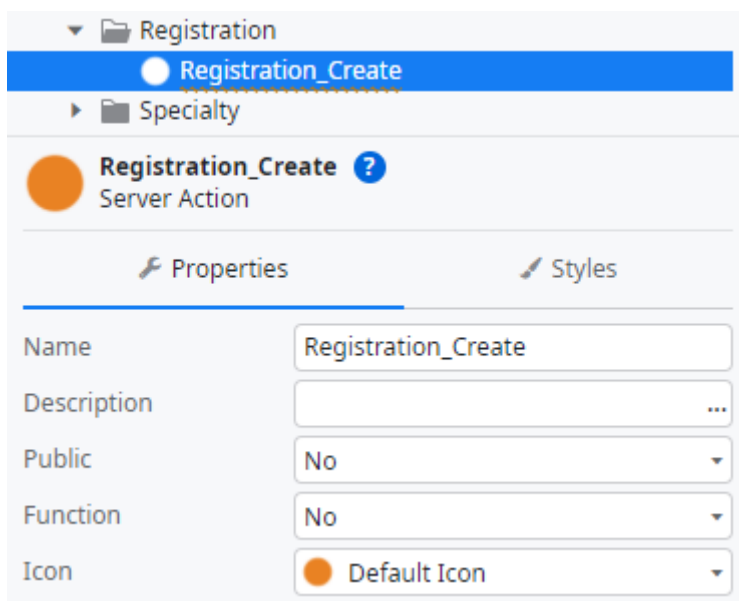 Registration
Registration_Create
Specialty
Registration_Create ?
Server Action
Properties Styles
Name Registration_Create
Description ...
Public No
Function No
Icon Default Icon